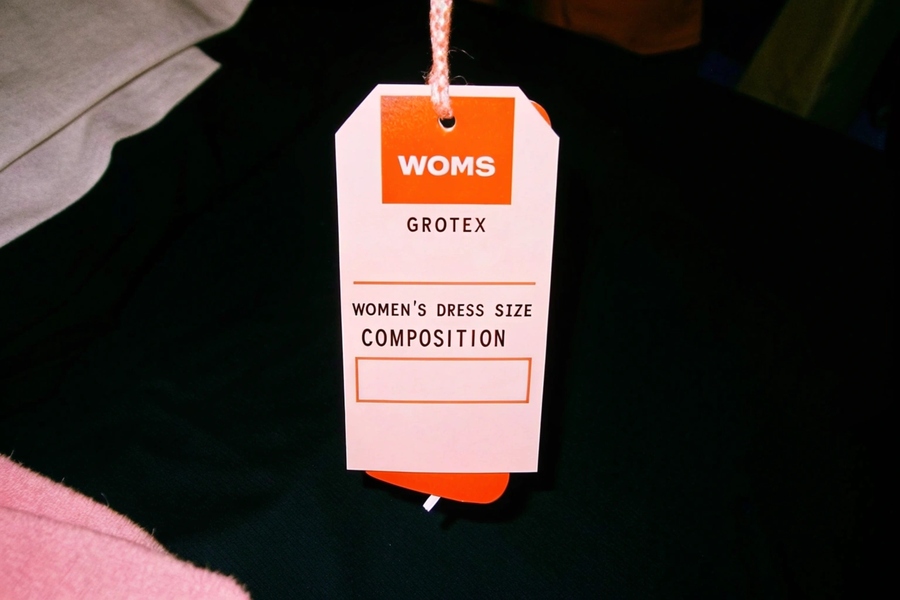 WOMS
GROTEX
WOMEN'S DRESS SIZE
COMPOSITION